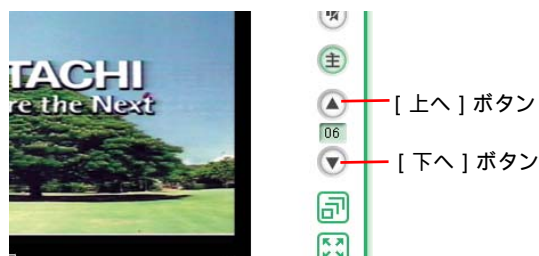 TACHI
re the Next
主
[ 上へ ] ボタン
06
[ 下へ ] ボタン